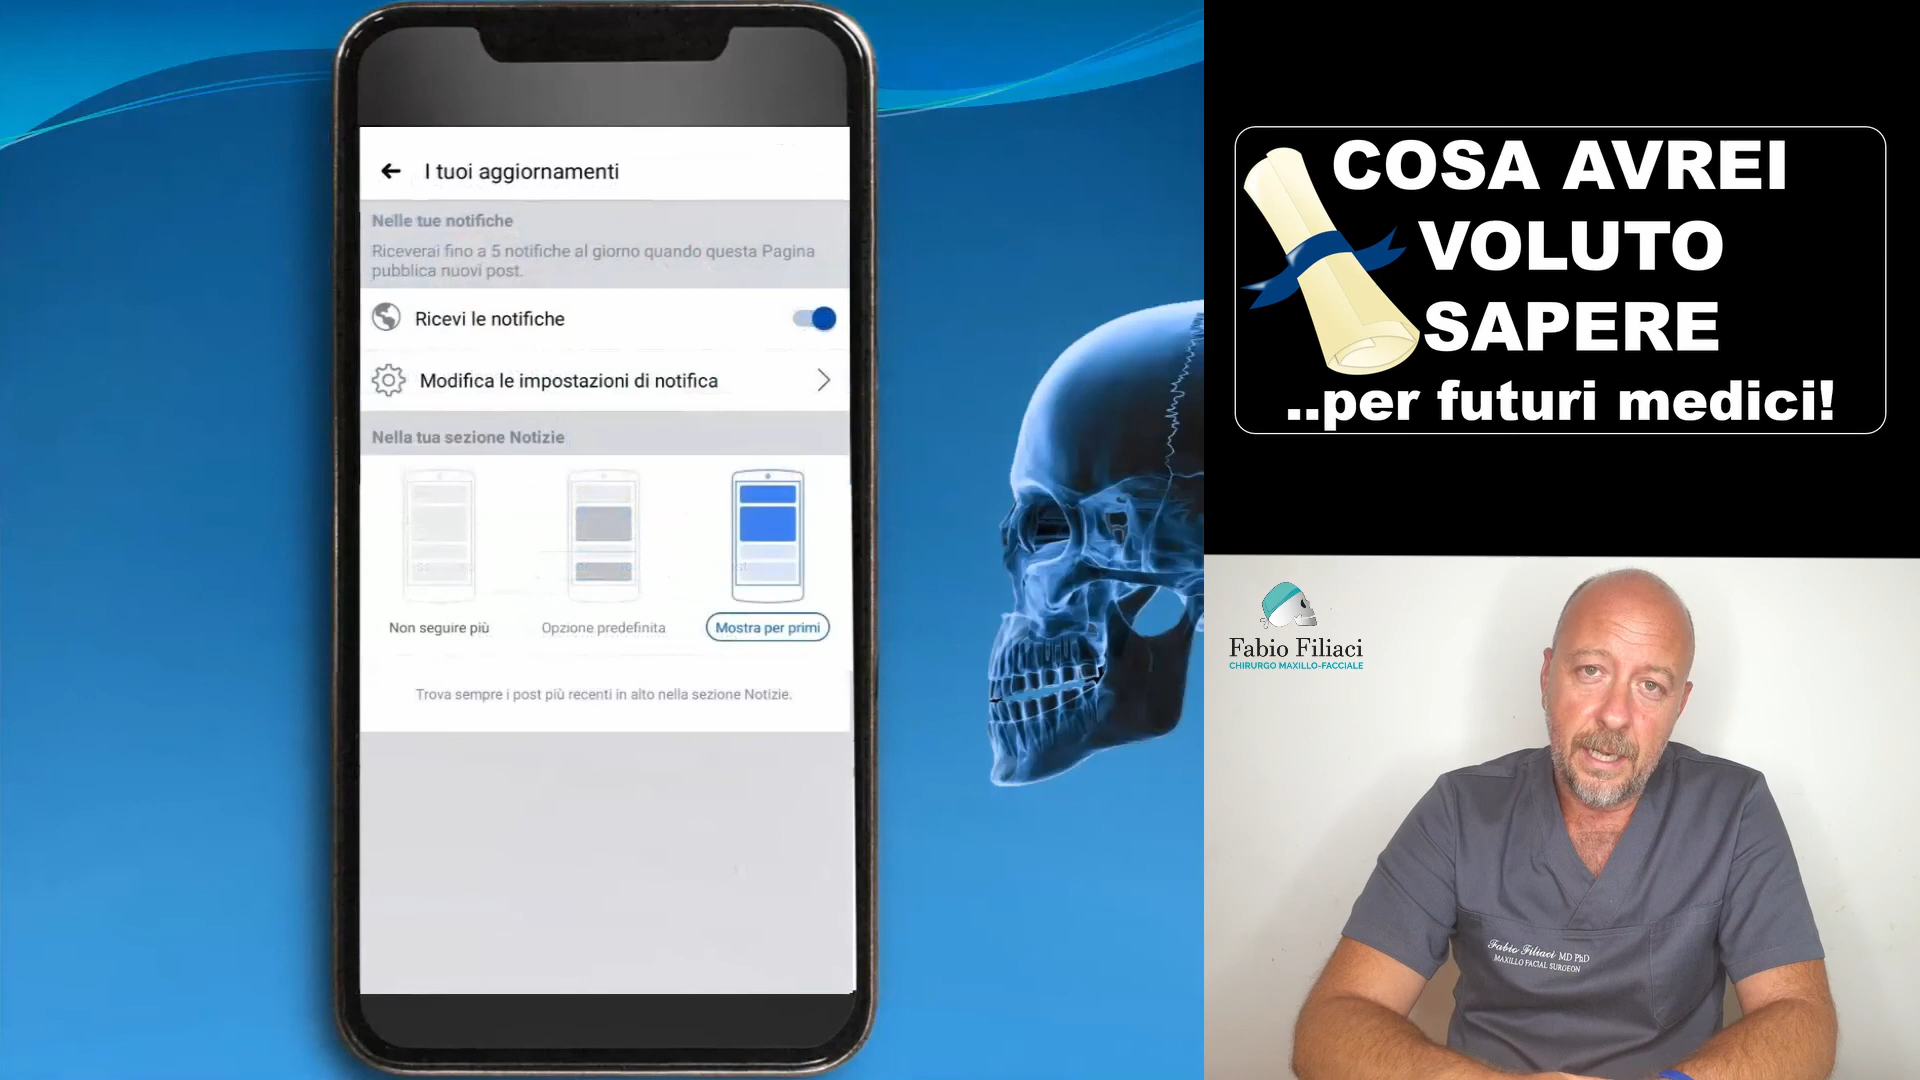 I tuoi aggiornamenti
Nelle tue notifiche
Riceverai fino a 5 notifiche al giorno quando questa Pagina
pubblica nuovi post.
Ricevi le notifiche
Modifica le impostazioni di notifica
Nella tua sezione Notizie
Non seguire più
Opzione predefinita
Mostra per primi
Trova sempre i post più recenti in alto nella sezione Notizie.
COSA AVREI
VOLUTO
SAPERE
..per futuri medici!
Fabio Filiaci
CHIRURGO MAXILLO-FACCIALE
Fabio Filiaci MD PhD
MAXILLO FACIAL SURGEON